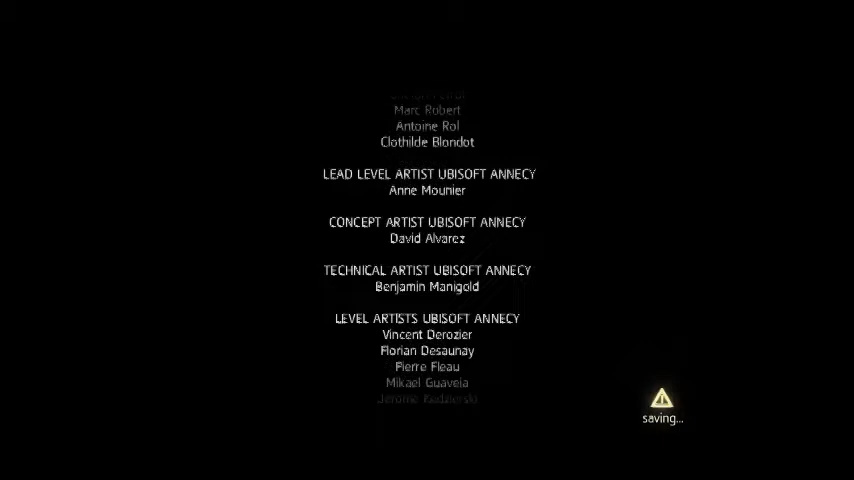 Marc Robert
Antoine Rol
Clothilde Blondot
LEAD LEVEL ARTIST UBISOFT ANNECY
Anne Mounier
CONCEPT ARTIST UBISOFT ANNECY
David Alvarez
TECHNICAL ARTIST UBISOFT ANNECY
Benjamin Manigold
LEVEL ARTISTS UBISOFT ANNECY
Vincent Derozier
Florian Desaunay
Pierre Fleau
Mikael Guaveia
Jerome Kedzierski
saving...